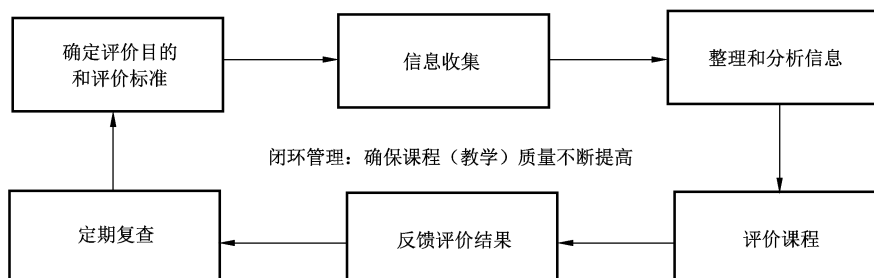 确定评价目的
和评价标准
信息收集
整理和分析信息
闭环管理：确保课程（教学）质量不断提高
定期复查
反馈评价结果
评价课程